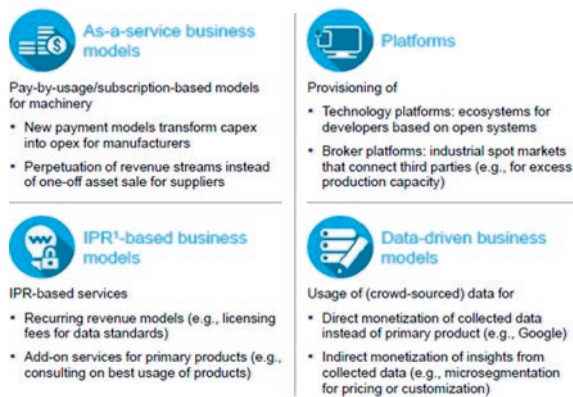 As-a-service business
models
Pay-by-usage/subscription-based models
for machinery
• New payment models transform capex
into opex for manufacturers
• Perpetuation of revenue streams instead
of one-off asset sale for suppliers
Platforms
Provisioning of
• Technology platforms: ecosystems for
developers based on open systems
• Broker platforms: industrial spot markets
that connect third parties (e.g., for excess
production capacity)
IPR¹-based business
models
IPR-based services
• Recurring revenue models (e.g., licensing
fees for data standards)
• Add-on services for primary products (e.g.,
consulting on best usage of products)
Data-driven business
models
Usage of (crowd-sourced) data for
• Direct monetization of collected data
instead of primary product (e.g., Google)
• Indirect monetization of insights from
collected data (e.g., microsegmentation
for pricing or customization)